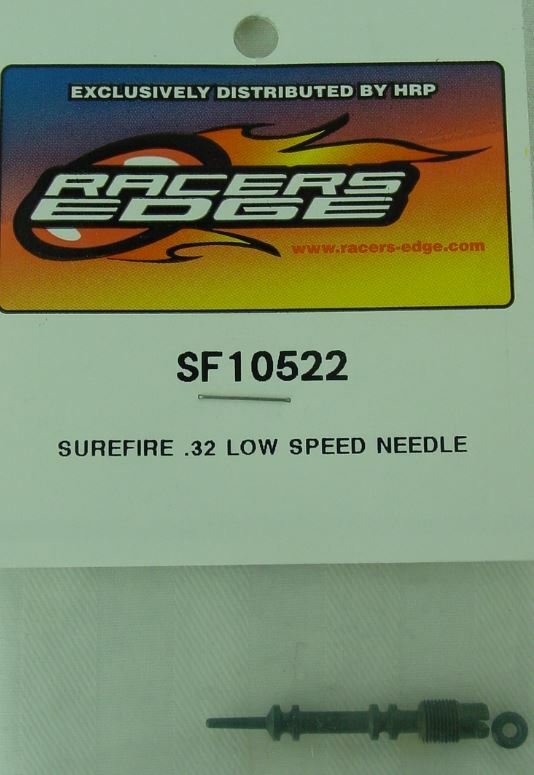 EXCLUSIVELY DISTRIBUTED BY HRP
RACERS
EDGE
www.racers-edge.com
SF10522
SUREFIRE .32 LOW SPEED NEEDLE